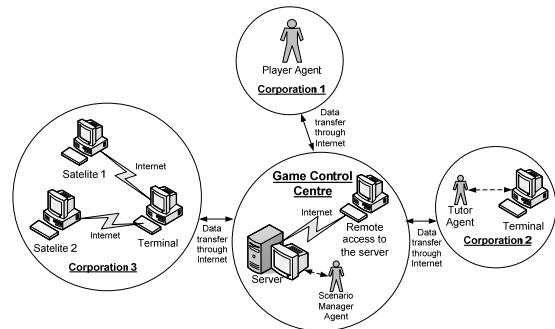 Player Agent
Corporation 1
Data
transfer
through
Internet
Satelite 1
Internet
Satelite 2
Internet
Terminal
Corporation 3
Data
transfer
through
Internet
Game Control
Centre
Internet
Remote
access to
the server
Server
Scenario
Manager
Agent
Data
transfer
through
Internet
Tutor
Agent
Terminal
Corporation 2